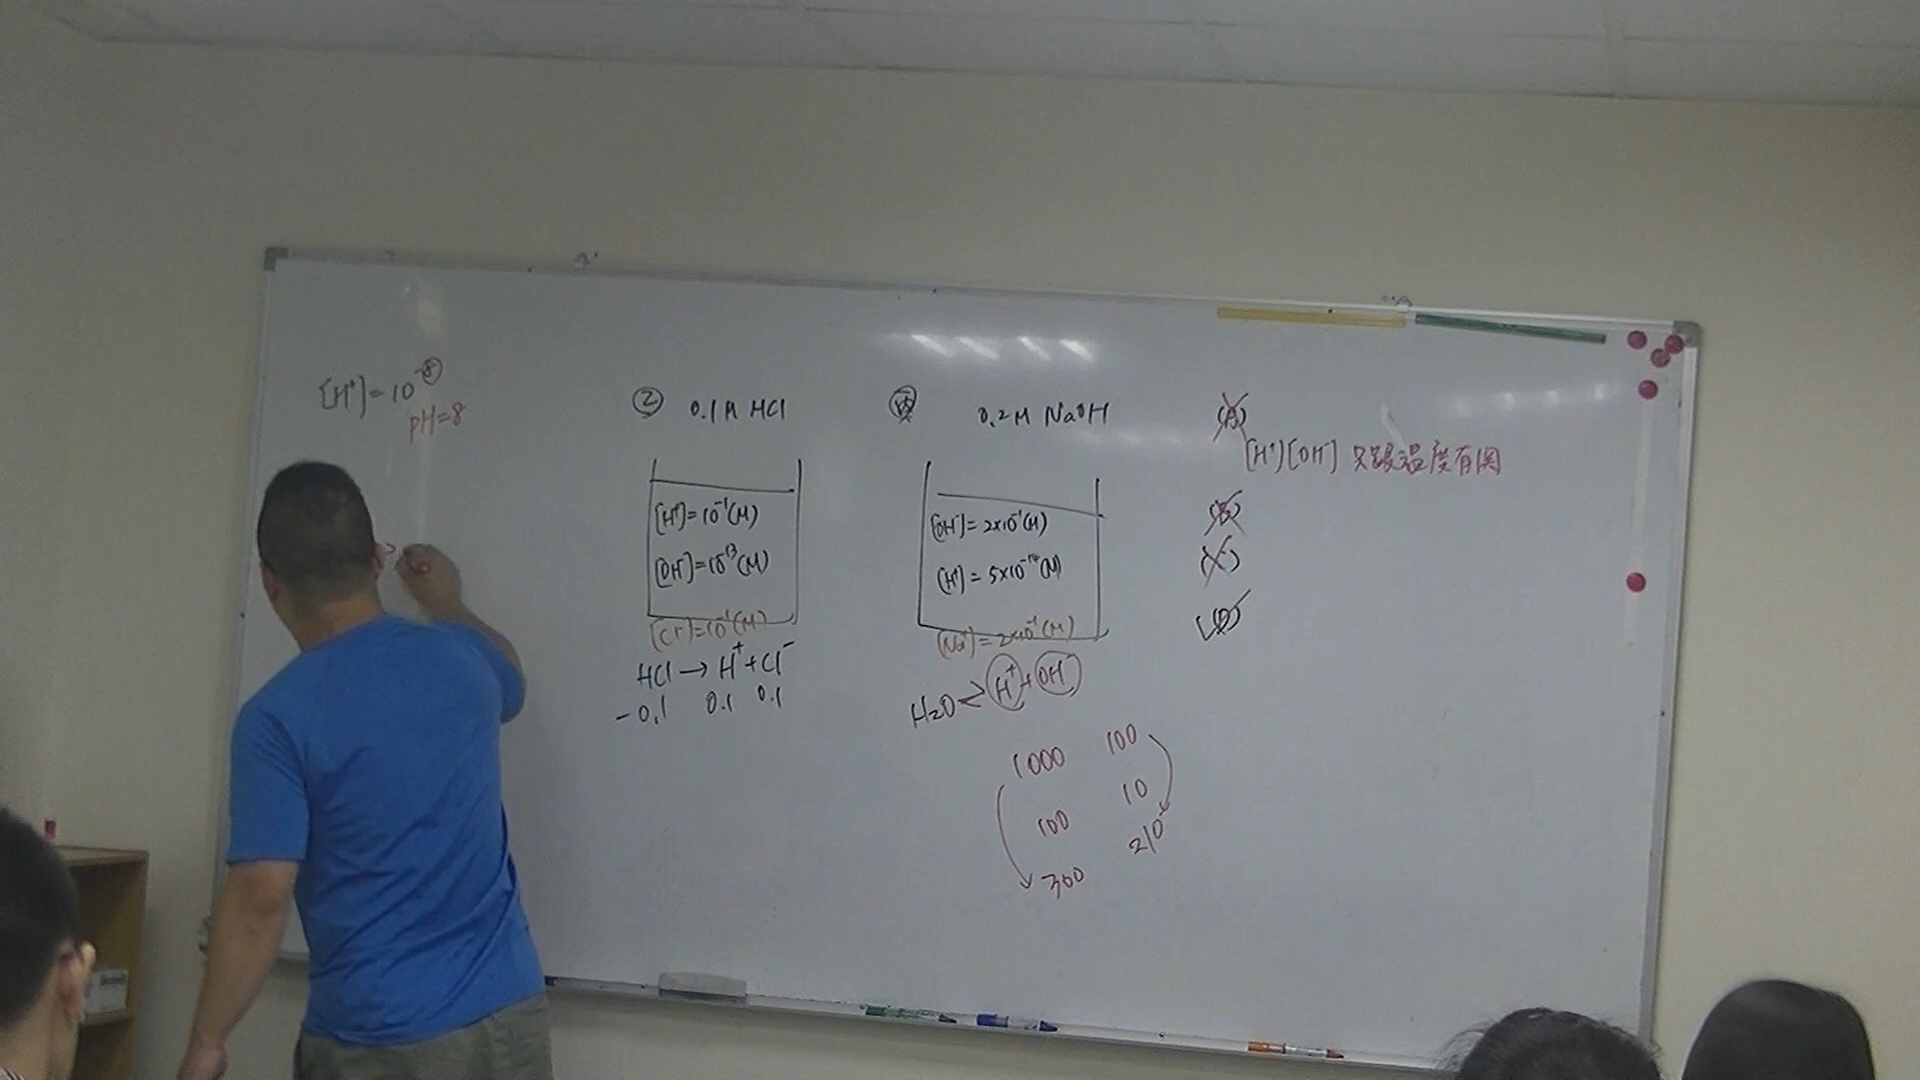 [H⁺]=10⁻⁸
pH=8
② 0.1M HCl
[H⁺]=10⁻¹(M)
[OH⁻]=10⁻¹³(M)
[Cl⁻]=10⁻¹(M)
HCl → H⁺+Cl⁻
-0.1 0.1 0.1
0.2M NaOH
[OH⁻]=2×10⁻¹(M)
[H⁺]=5×10⁻¹⁴(M)
[Na⁺]=2×10⁻¹(M)
H₂O ⇌ H⁺+OH⁻
1000 100
100 10
300 210
(A)
[H⁺][OH⁻] 只跟温度有関
(B)
(C)
(D)